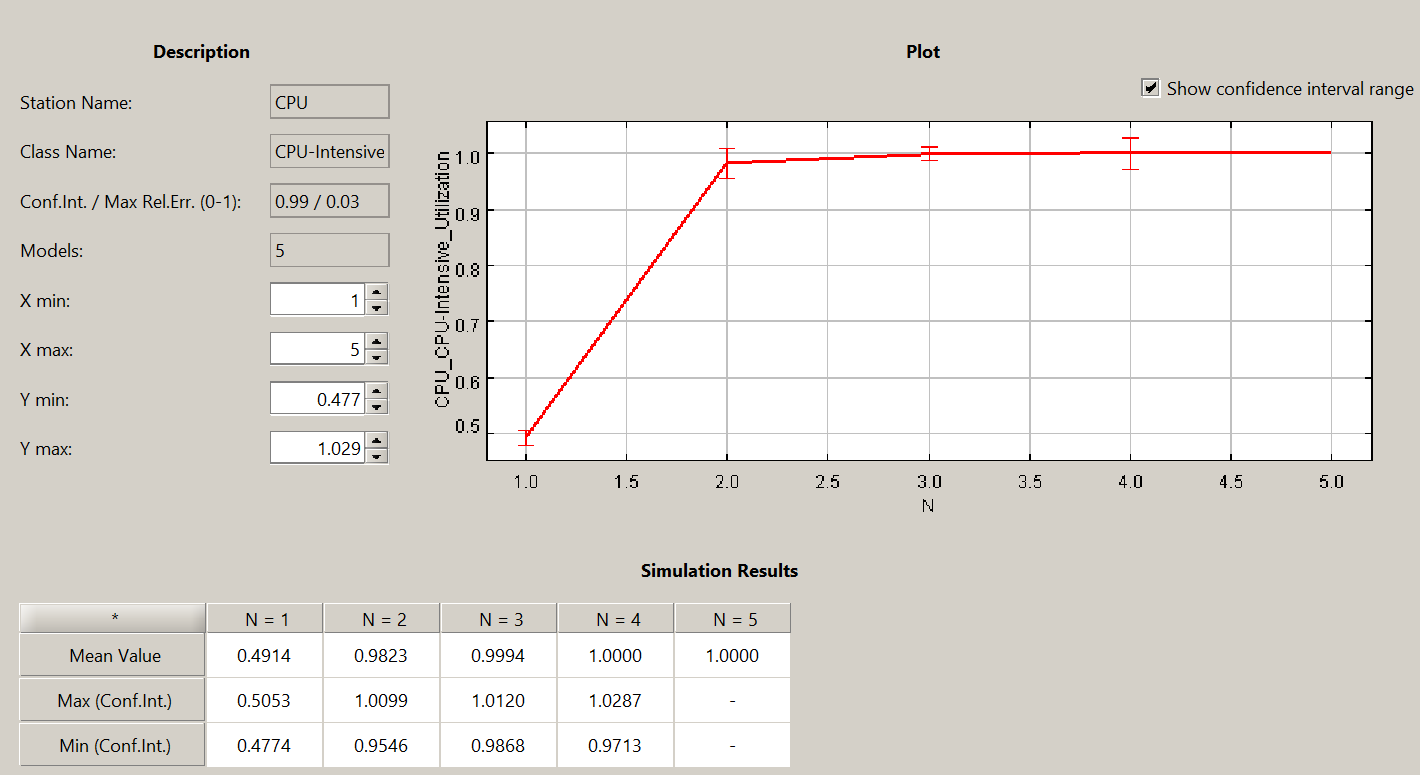 Description
Station Name: CPU
Class Name: CPU-Intensive
Conf.Int. / Max Rel.Err. (0-1): 0.99 / 0.03
Models: 5
X min: 1
X max: 5
Y min: 0.477
Y max: 1.029
Plot
Show confidence interval range
CPU_CPU-Intensive_Utilization
1.0
0.9
0.8
0.7
0.6
0.5
1.0 1.5 2.0 2.5 3.0 3.5 4.0 4.5 5.0
N
Simulation Results
* N = 1 N = 2 N = 3 N = 4 N = 5
Mean Value 0.4914 0.9823 0.9994 1.0000 1.0000
Max (Conf.Int.) 0.5053 1.0099 1.0120 1.0287 -
Min (Conf.Int.) 0.4774 0.9546 0.9868 0.9713 -